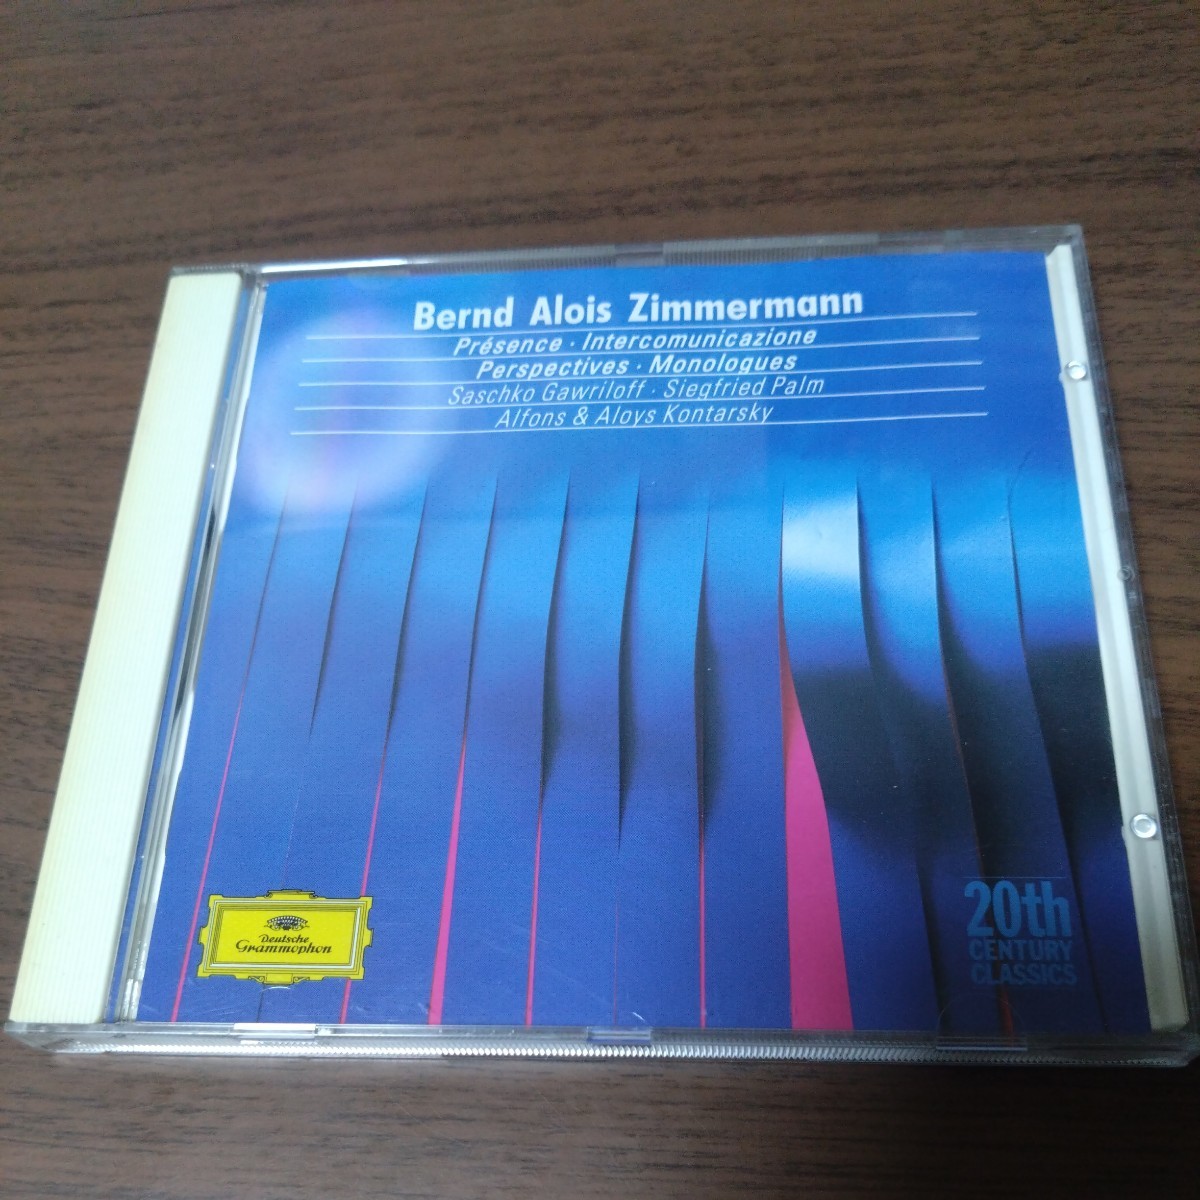 Bernd Alois Zimmermann
Présence · Intercomunicazione
Perspectives · Monologues
Saschko Gawriloff · Siegfried Palm
Alfons & Aloys Kontarsky
Deutsche
Grammophon
20th
CENTURY
CLASSICS